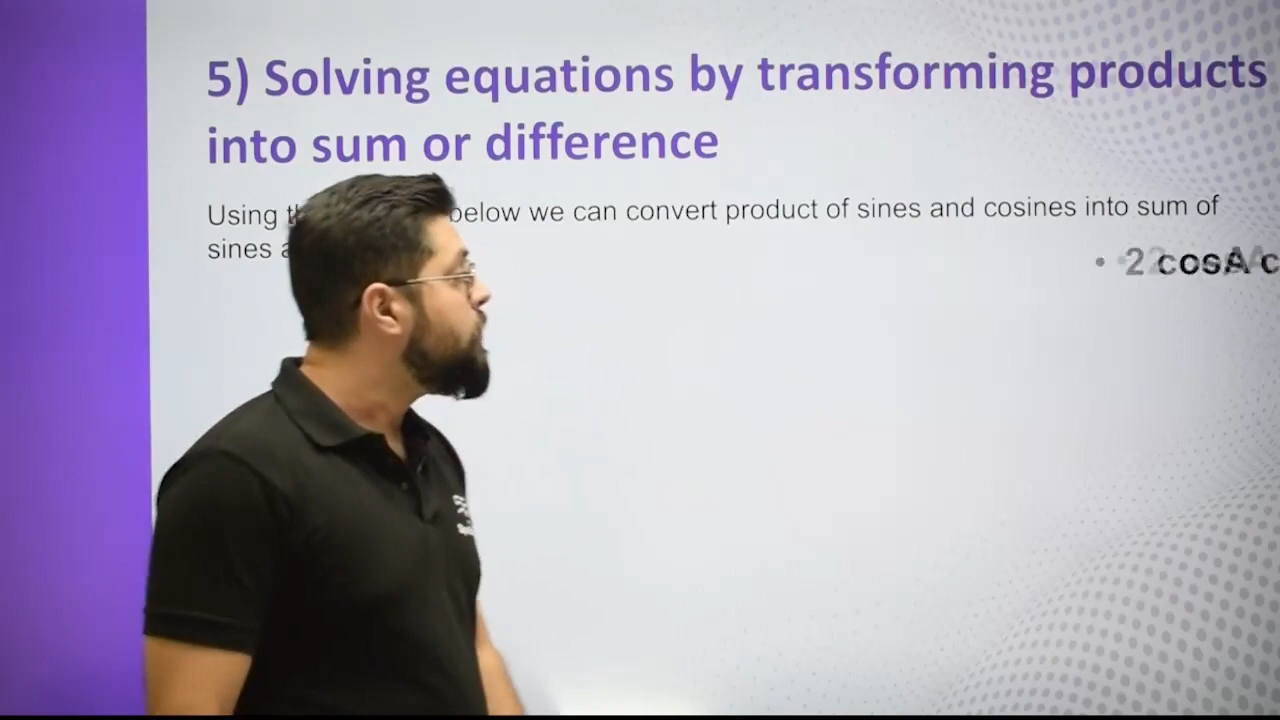 5) Solving equations by transforming products
into sum or difference
Using below we can convert product of sines and cosines into sum of
sines
• 2 cosA c